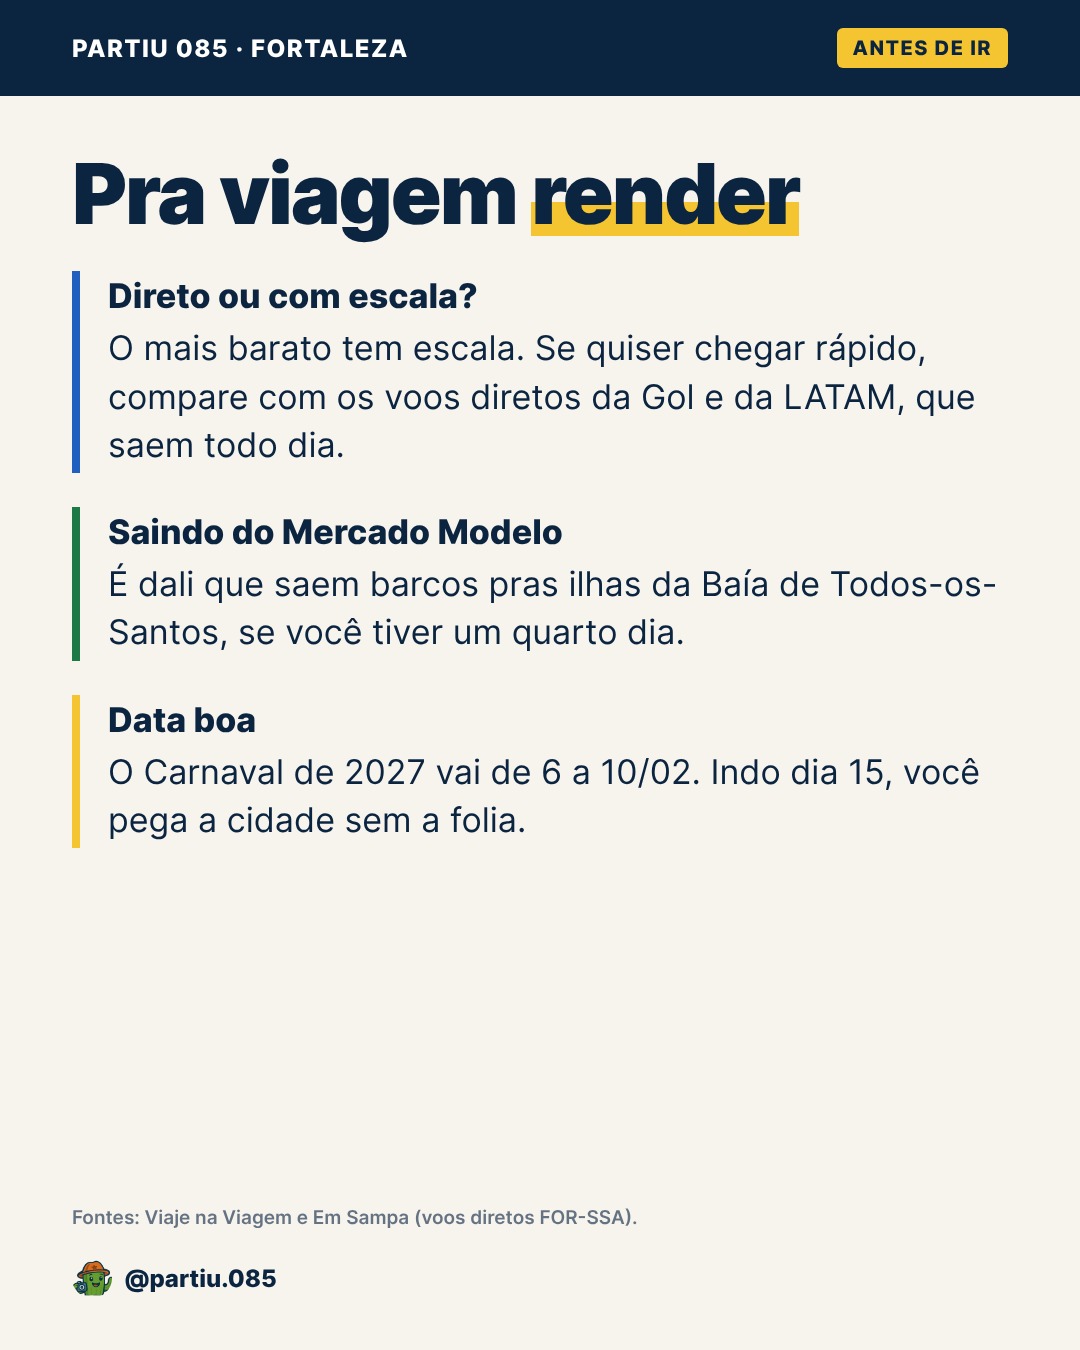 PARTIU 085 · FORTALEZA
ANTES DE IR
Pra viagem render
Direto ou com escala?
O mais barato tem escala. Se quiser chegar rápido,
compare com os voos diretos da Gol e da LATAM, que
saem todo dia.
Saindo do Mercado Modelo
É dali que saem barcos pras ilhas da Baía de Todos-os-
Santos, se você tiver um quarto dia.
Data boa
O Carnaval de 2027 vai de 6 a 10/02. Indo dia 15, você
pega a cidade sem a folia.
Fontes: Viaje na Viagem e Em Sampa (voos diretos FOR-SSA).
@partiu.085